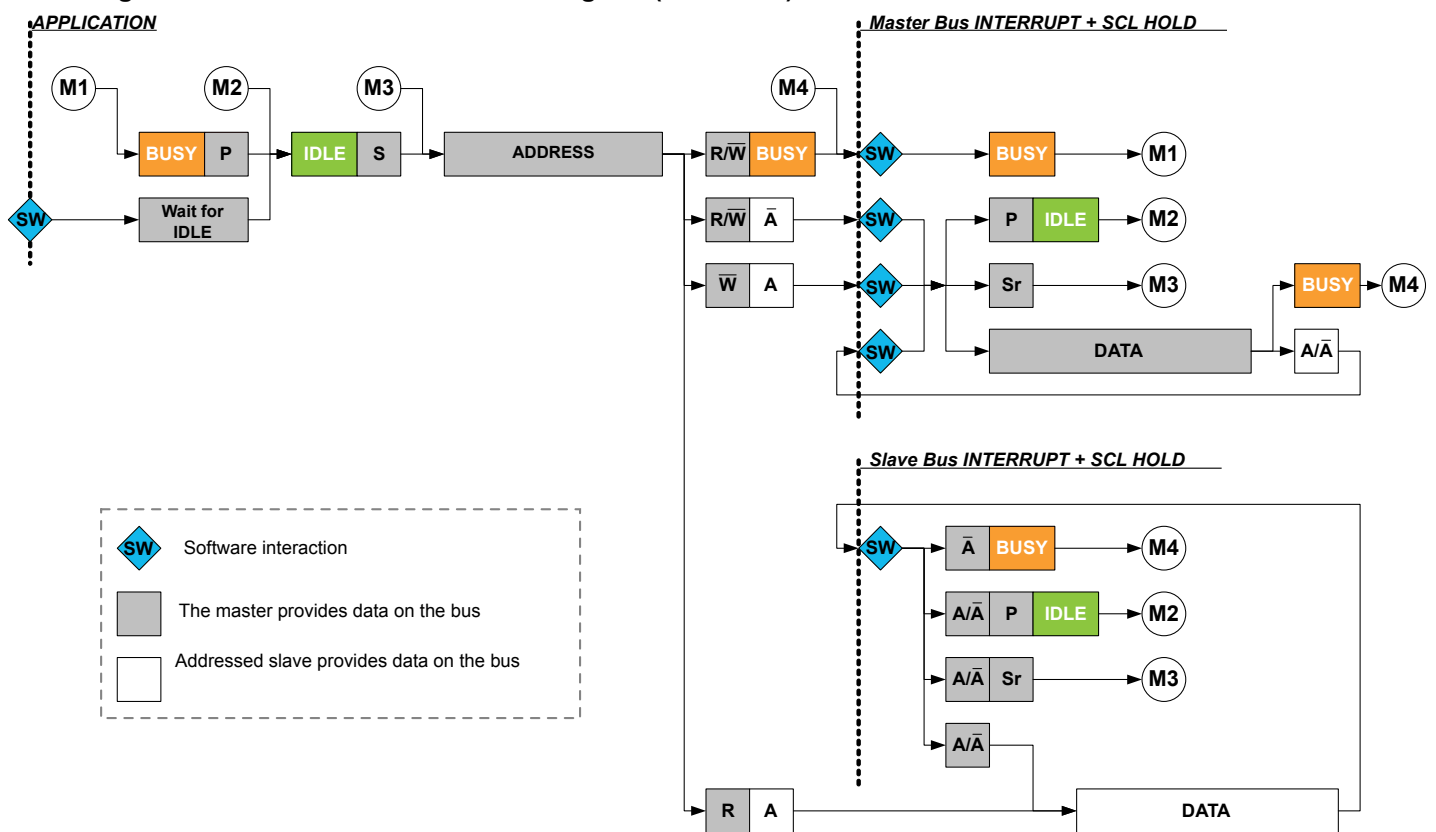 APPLICATION
Master Bus INTERRUPT + SCL HOLD
M1
M2
M3
M4
BUSY P
IDLE S
ADDRESS
R/W̅ BUSY
SW
BUSY
M1
SW
Wait for
IDLE
R/W̅ A̅
SW
P IDLE
M2
W̅ A
SW
Sr
M3
BUSY
M4
SW
DATA
A/A̅
Slave Bus INTERRUPT + SCL HOLD
SW
A̅ BUSY
M4
A/A̅ P IDLE
M2
A/A̅ Sr
M3
A/A̅
R A
DATA
SW Software interaction
The master provides data on the bus
Addressed slave provides data on the bus